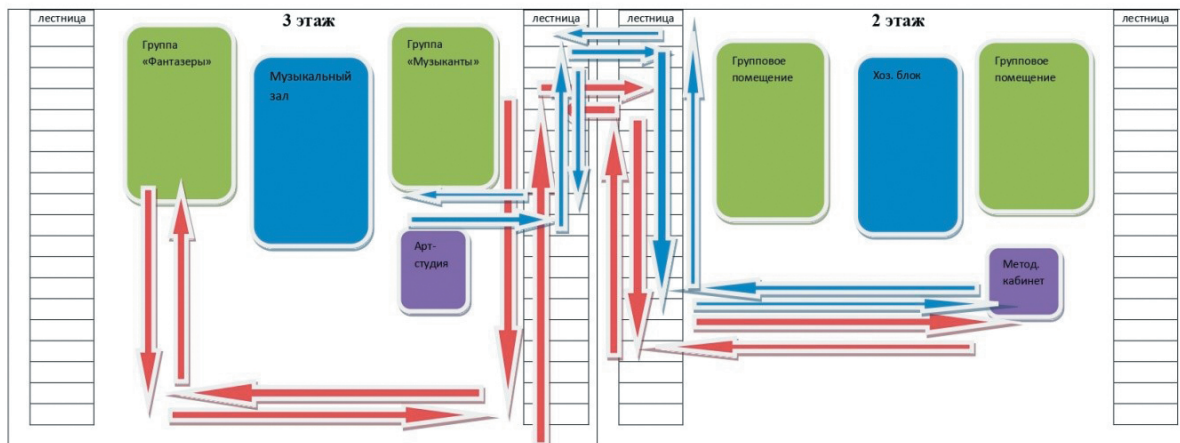 лестница
3 этаж
лестница
лестница
2 этаж
лестница
Группа
«Фантазеры»
Музыкальный
зал
Группа
«Музыканты»
Арт-
студия
Групповое
помещение
Хоз. блок
Групповое
помещение
Метод.
кабинет